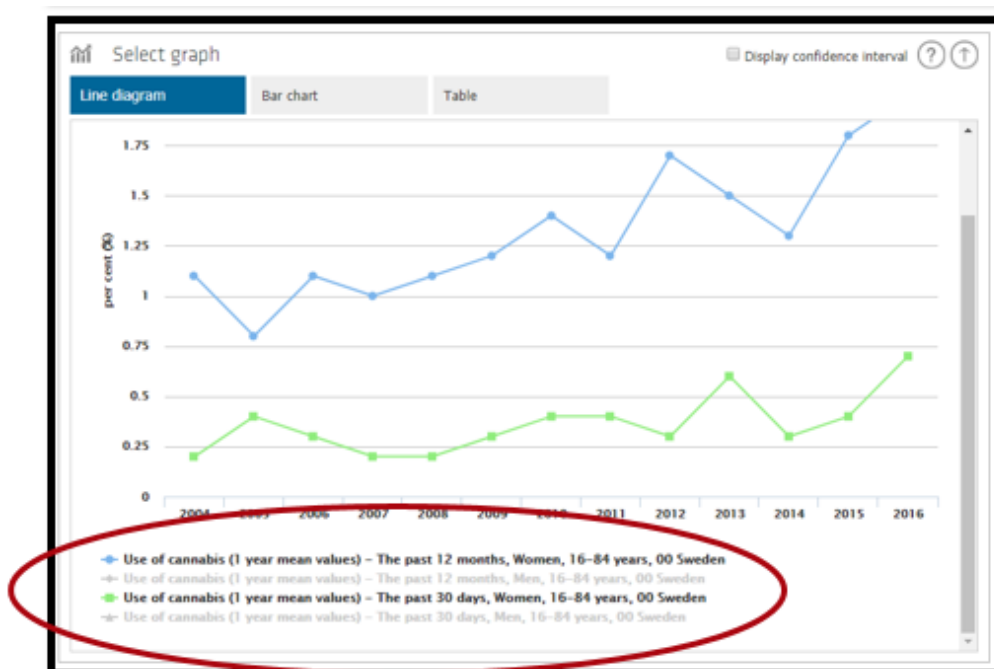 Select graph
Display confidence interval ? ↑
Line diagram Bar chart Table
1.75
1.5
1.25
1
0.75
0.5
0.25
0
per cent (%)
2004 2005 2006 2007 2008 2009 2010 2011 2012 2013 2014 2015 2016
Use of cannabis (1 year mean values) – The past 12 months, Women, 16–84 years, 00 Sweden
Use of cannabis (1 year mean values) – The past 12 months, Men, 16–84 years, 00 Sweden
Use of cannabis (1 year mean values) – The past 30 days, Women, 16–84 years, 00 Sweden
Use of cannabis (1 year mean values) – The past 30 days, Men, 16–84 years, 00 Sweden